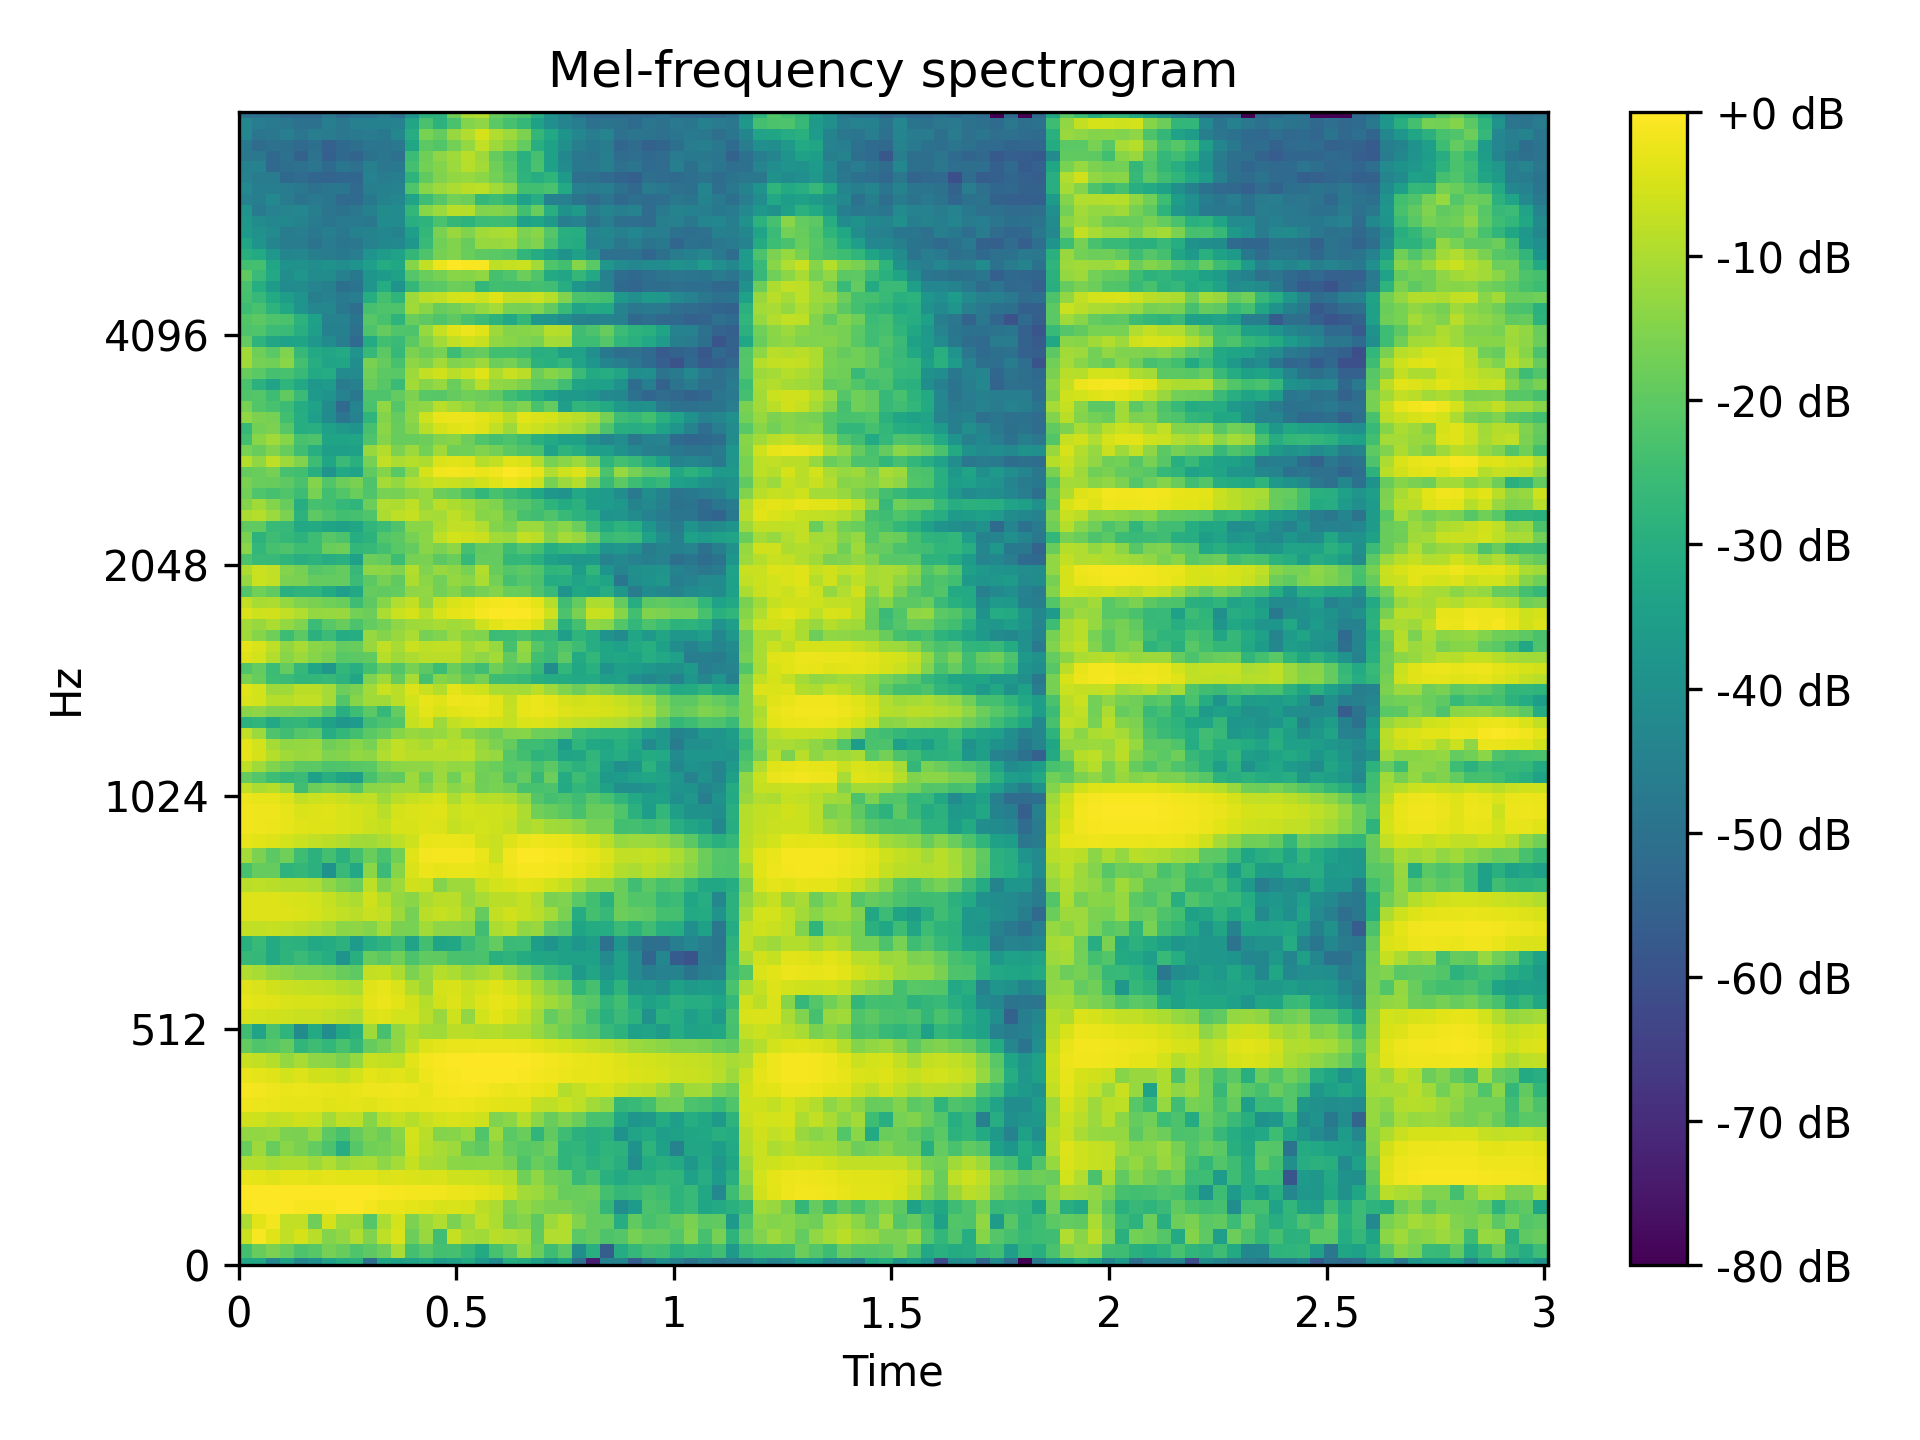 Mel-frequency spectrogram
+0 dB
-10 dB
-20 dB
-30 dB
-40 dB
-50 dB
-60 dB
-70 dB
-80 dB
Hz
4096
2048
1024
512
0
0 0.5 1 1.5 2 2.5 3
Time